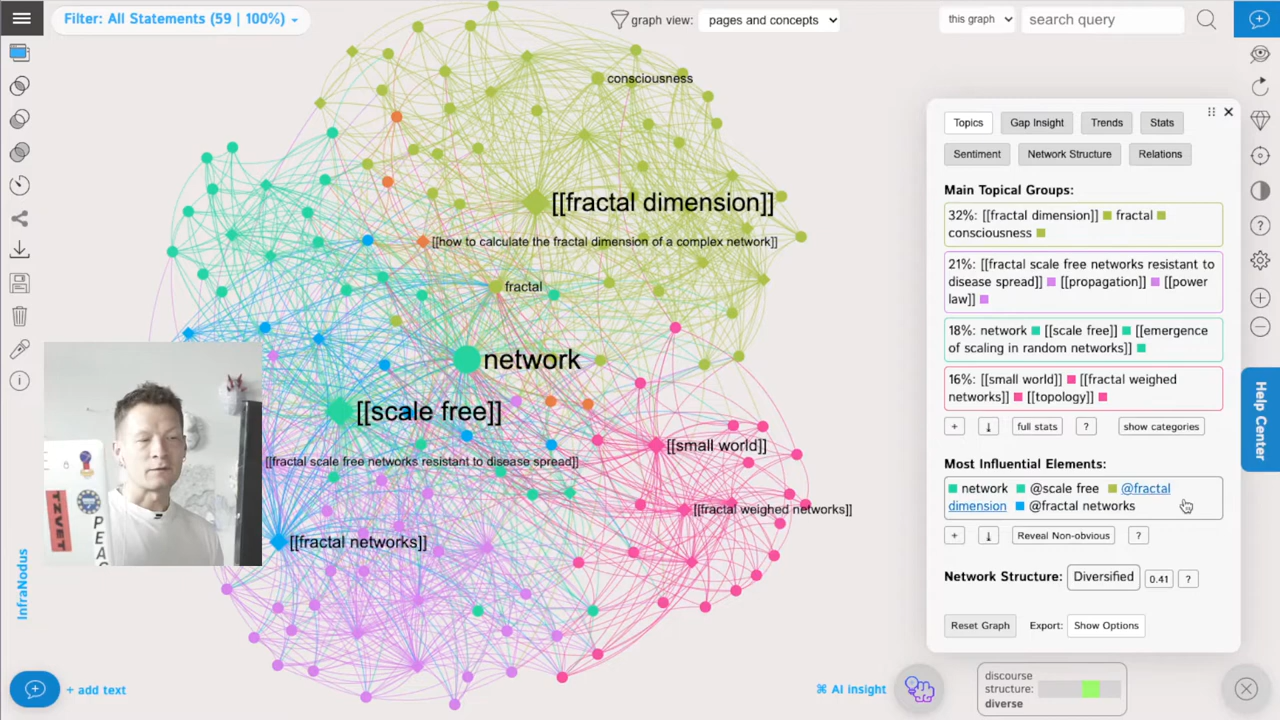 Filter: All Statements (59 | 100%)
graph view: pages and concepts
this graph
search query
consciousness
[[fractal dimension]]
[[how to calculate the fractal dimension of a complex network]]
fractal
network
[[scale free]]
[[small world]]
[[fractal scale free networks resistant to disease spread]]
[[fractal weighed networks]]
[[fractal networks]]
Topics
Gap Insight
Trends
Stats
Sentiment
Network Structure
Relations
Main Topical Groups:
32%: [[fractal dimension]] fractal
consciousness
21%: [[fractal scale free networks resistant to
disease spread]] [[propagation]] [[power
law]]
18%: network [[scale free]] [[emergence
of scaling in random networks]]
16%: [[small world]] [[fractal weighed
networks]] [[topology]]
+
full stats
?
show categories
Most Influential Elements:
network @scale free @fractal
dimension @fractal networks
+
Reveal Non-obvious
?
Network Structure: Diversified 0.41 ?
Reset Graph
Export: Show Options
Help Center
InfraNodus
TZVET
PEA
+ add text
⌘ AI insight
discourse
structure:
diverse